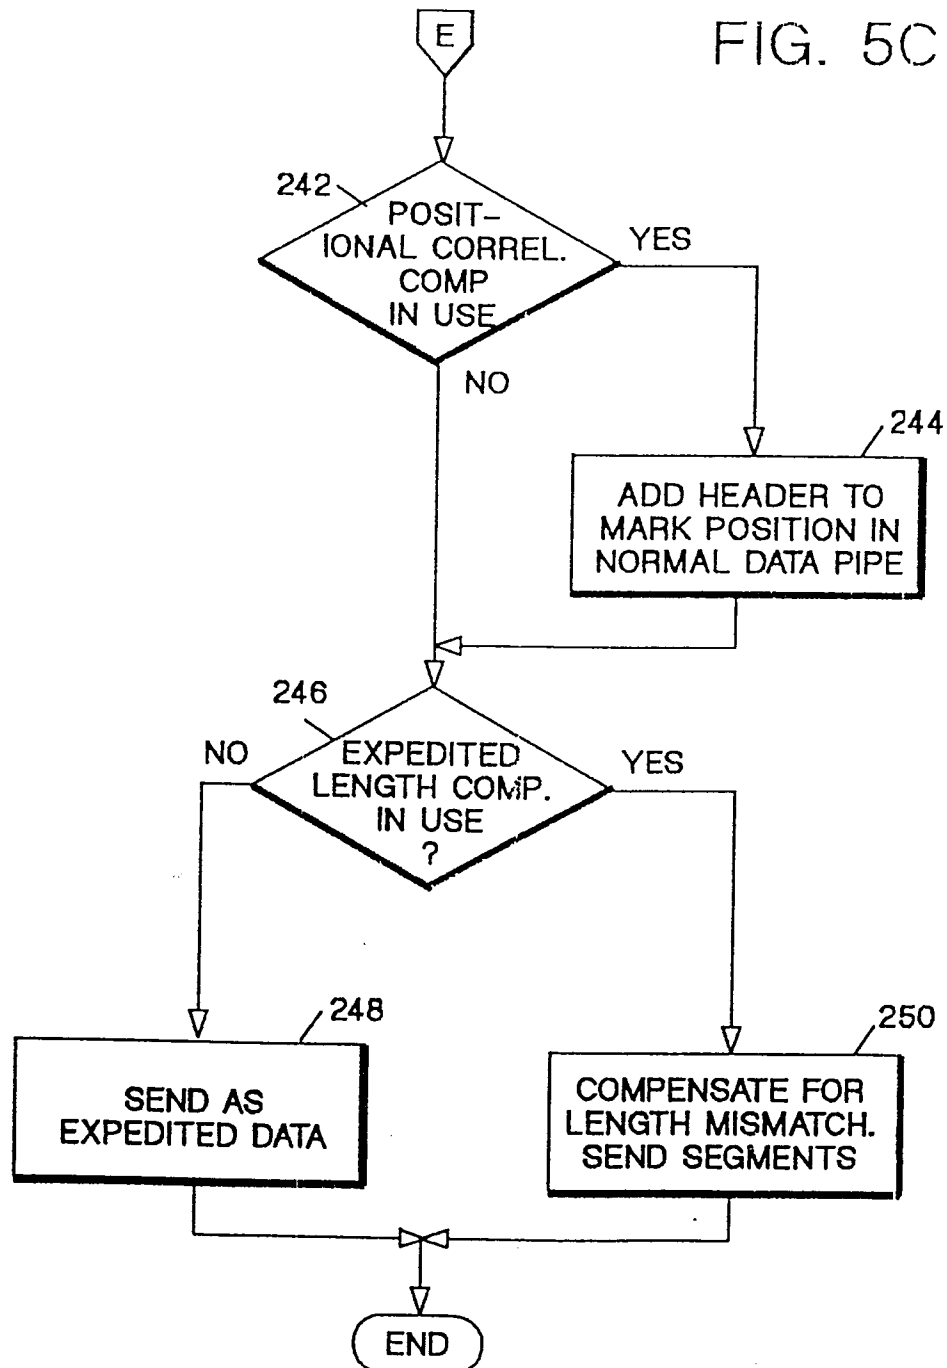 E
FIG. 5C
242
POSIT-
IONAL CORREL.
COMP
IN USE
YES
NO
244
ADD HEADER TO
MARK POSITION IN
NORMAL DATA PIPE
246
NO
EXPEDITED
LENGTH COMP.
IN USE
?
YES
248
SEND AS
EXPEDITED DATA
250
COMPENSATE FOR
LENGTH MISMATCH.
SEND SEGMENTS
END